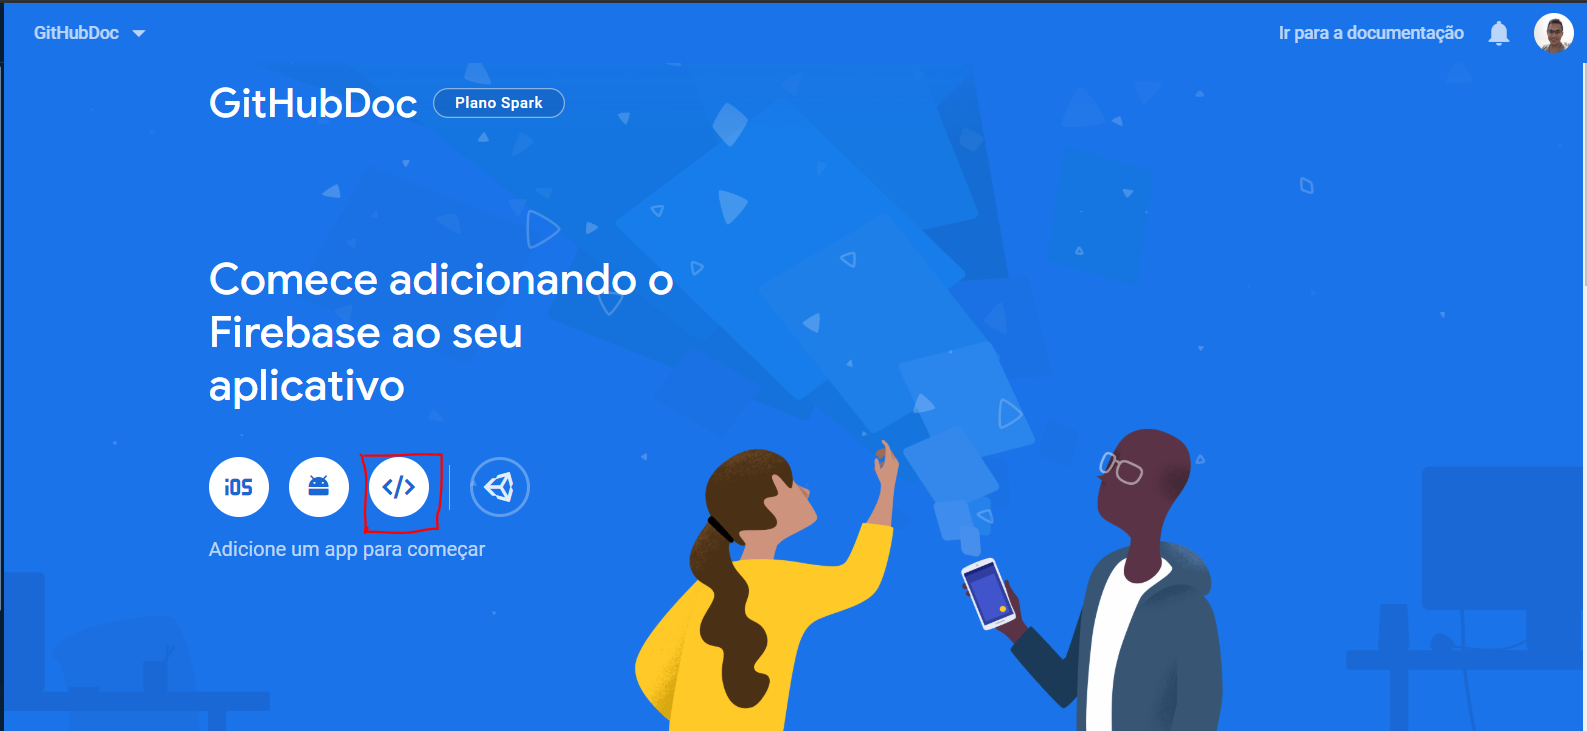 GitHubDoc
Ir para a documentação
GitHubDoc
Plano Spark
Comece adicionando o
Firebase ao seu
aplicativo
iOS
</>
Adicione um app para começar